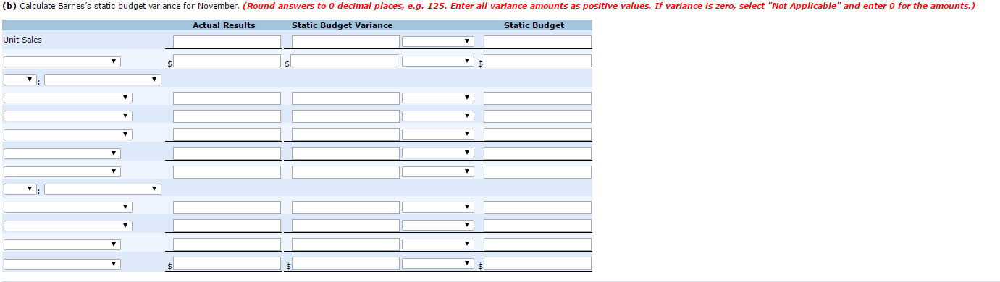 (b) Calculate Barnes's static budget variance for November. (Round answers to 0 decimal places, e.g. 125. Enter all variance amounts as positive values. If variance is zero, select "Not Applicable" and enter 0 for the amounts.)
Actual Results Static Budget Variance Static Budget
Unit Sales
$ $ $
:
:
$ $ $